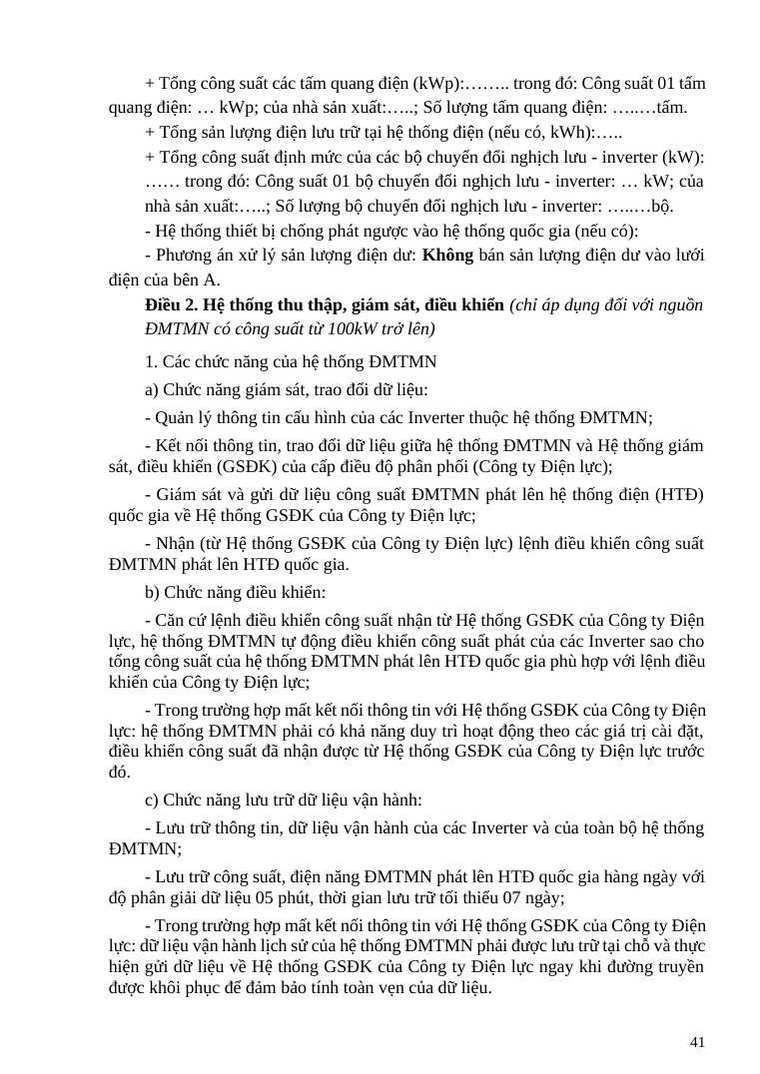 + Tổng công suất các tấm quang điện (kWp):…….. trong đó: Công suất 01 tấm
quang điện: … kWp; của nhà sản xuất:…..; Số lượng tấm quang điện: …..…tấm.
+ Tổng sản lượng điện lưu trữ tại hệ thống điện (nếu có, kWh):…..
+ Tổng công suất định mức của các bộ chuyển đổi nghịch lưu - inverter (kW):
…… trong đó: Công suất 01 bộ chuyển đổi nghịch lưu - inverter: … kW; của
nhà sản xuất:…..; Số lượng bộ chuyển đổi nghịch lưu - inverter: …..…bộ.
- Hệ thống thiết bị chống phát ngược vào hệ thống quốc gia (nếu có):
- Phương án xử lý sản lượng điện dư: Không bán sản lượng điện dư vào lưới
điện của bên A.
Điều 2. Hệ thống thu thập, giám sát, điều khiển (chỉ áp dụng đối với nguồn
ĐMTMN có công suất từ 100kW trở lên)
1. Các chức năng của hệ thống ĐMTMN
a) Chức năng giám sát, trao đổi dữ liệu:
- Quản lý thông tin cấu hình của các Inverter thuộc hệ thống ĐMTMN;
- Kết nối thông tin, trao đổi dữ liệu giữa hệ thống ĐMTMN và Hệ thống giám
sát, điều khiển (GSĐK) của cấp điều độ phân phối (Công ty Điện lực);
- Giám sát và gửi dữ liệu công suất ĐMTMN phát lên hệ thống điện (HTĐ)
quốc gia về Hệ thống GSĐK của Công ty Điện lực;
- Nhận (từ Hệ thống GSĐK của Công ty Điện lực) lệnh điều khiển công suất
ĐMTMN phát lên HTĐ quốc gia.
b) Chức năng điều khiển:
- Căn cứ lệnh điều khiển công suất nhận từ Hệ thống GSĐK của Công ty Điện
lực, hệ thống ĐMTMN tự động điều khiển công suất phát của các Inverter sao cho
tổng công suất của hệ thống ĐMTMN phát lên HTĐ quốc gia phù hợp với lệnh điều
khiển của Công ty Điện lực;
- Trong trường hợp mất kết nối thông tin với Hệ thống GSĐK của Công ty Điện
lực: hệ thống ĐMTMN phải có khả năng duy trì hoạt động theo các giá trị cài đặt,
điều khiển công suất đã nhận được từ Hệ thống GSĐK của Công ty Điện lực trước
đó.
c) Chức năng lưu trữ dữ liệu vận hành:
- Lưu trữ thông tin, dữ liệu vận hành của các Inverter và của toàn bộ hệ thống
ĐMTMN;
- Lưu trữ công suất, điện năng ĐMTMN phát lên HTĐ quốc gia hàng ngày với
độ phân giải dữ liệu 05 phút, thời gian lưu trữ tối thiểu 07 ngày;
- Trong trường hợp mất kết nối thông tin với Hệ thống GSĐK của Công ty Điện
lực: dữ liệu vận hành lịch sử của hệ thống ĐMTMN phải được lưu trữ tại chỗ và thực
hiện gửi dữ liệu về Hệ thống GSĐK của Công ty Điện lực ngay khi đường truyền
được khôi phục để đảm bảo tính toàn vẹn của dữ liệu.
41